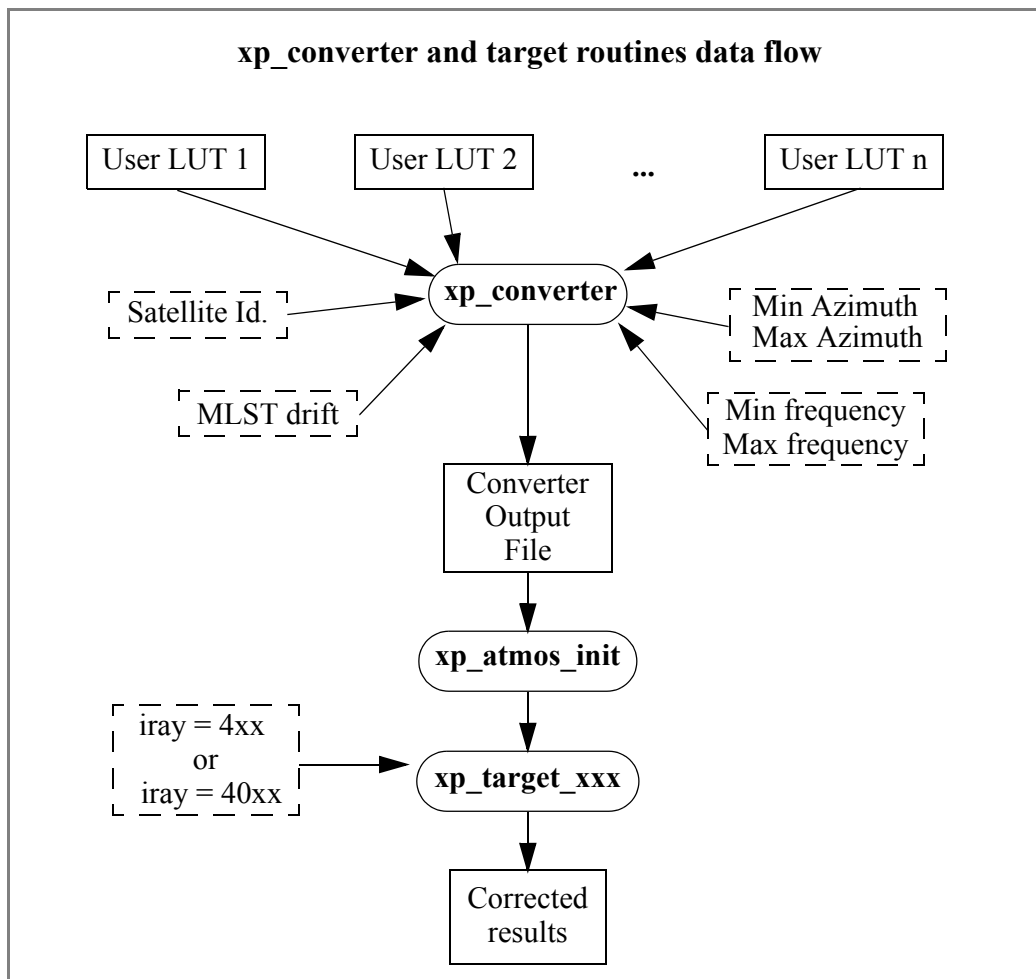 xp_converter and target routines data flow
User LUT 1
User LUT 2
...
User LUT n
xp_converter
Satellite Id.
Min Azimuth
Max Azimuth
MLST drift
Min frequency
Max frequency
Converter
Output
File
xp_atmos_init
iray = 4xx
or
iray = 40xx
xp_target_xxx
Corrected
results